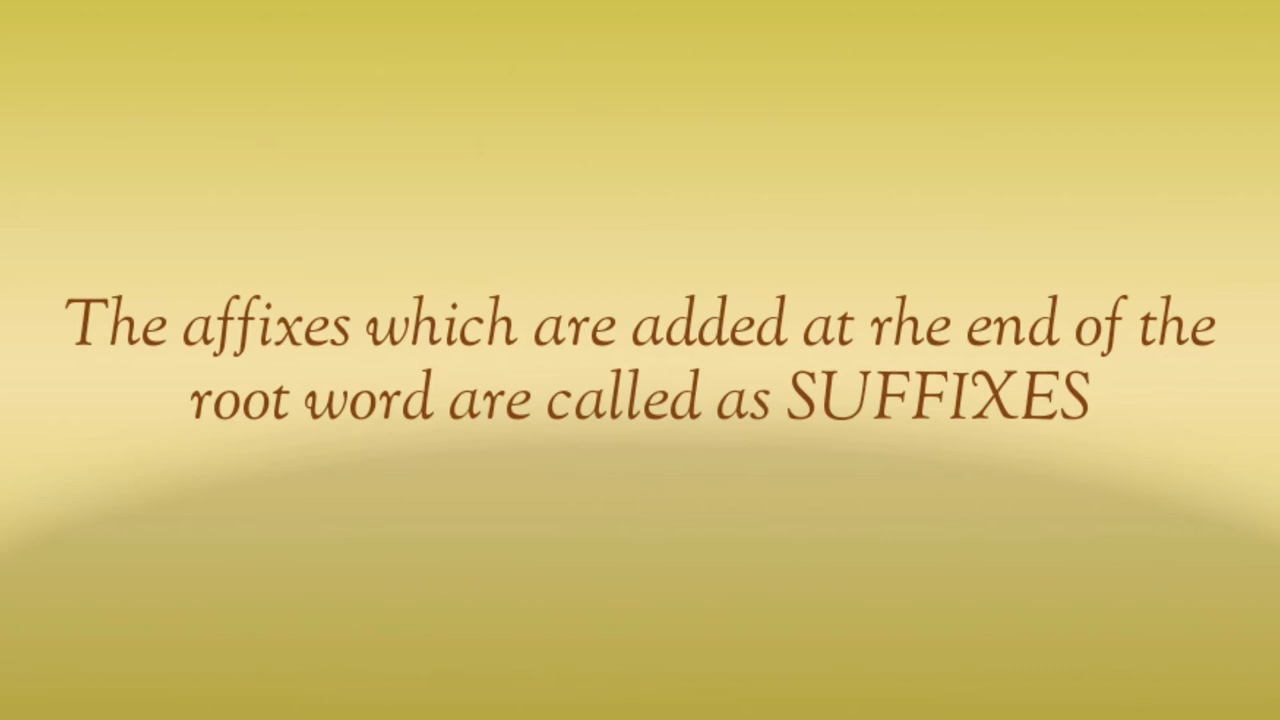 The affixes which are added at rhe end of the
root word are called as SUFFIXES